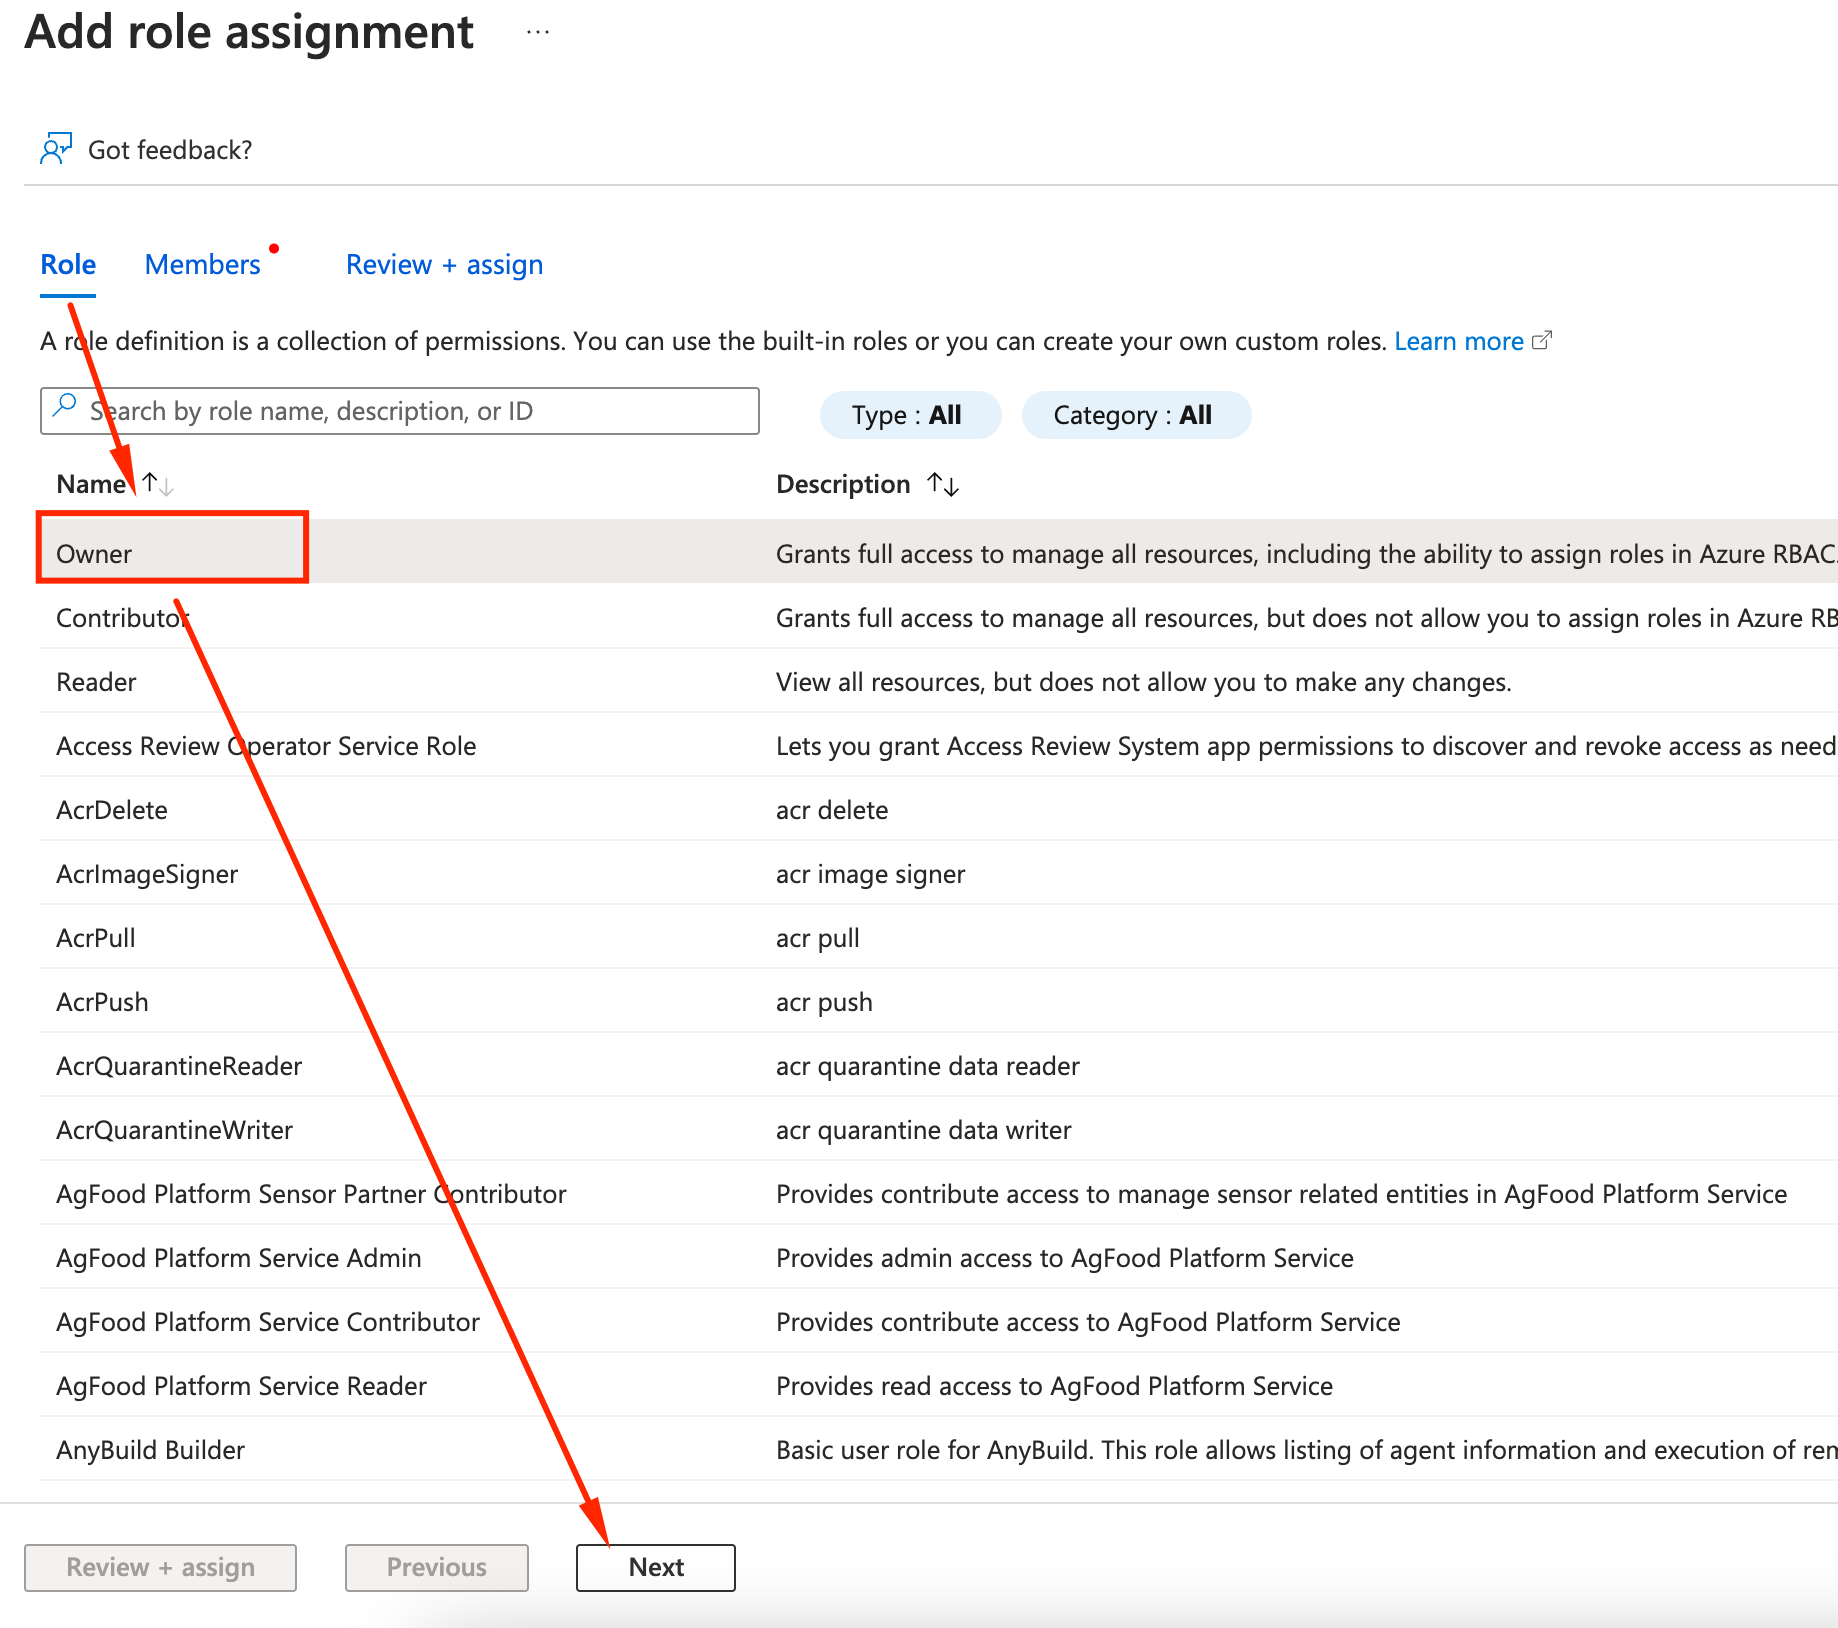 Add role assignment ...
Got feedback?
Role Members Review + assign
A role definition is a collection of permissions. You can use the built-in roles or you can create your own custom roles. Learn more
Search by role name, description, or ID Type : All Category : All
Name ↑↓ Description ↑↓
Owner Grants full access to manage all resources, including the ability to assign roles in Azure RBAC.
Contributor Grants full access to manage all resources, but does not allow you to assign roles in Azure RB
Reader View all resources, but does not allow you to make any changes.
Access Review Operator Service Role Lets you grant Access Review System app permissions to discover and revoke access as need
AcrDelete acr delete
AcrImageSigner acr image signer
AcrPull acr pull
AcrPush acr push
AcrQuarantineReader acr quarantine data reader
AcrQuarantineWriter acr quarantine data writer
AgFood Platform Sensor Partner Contributor Provides contribute access to manage sensor related entities in AgFood Platform Service
AgFood Platform Service Admin Provides admin access to AgFood Platform Service
AgFood Platform Service Contributor Provides contribute access to AgFood Platform Service
AgFood Platform Service Reader Provides read access to AgFood Platform Service
AnyBuild Builder Basic user role for AnyBuild. This role allows listing of agent information and execution of rem
Review + assign Previous Next